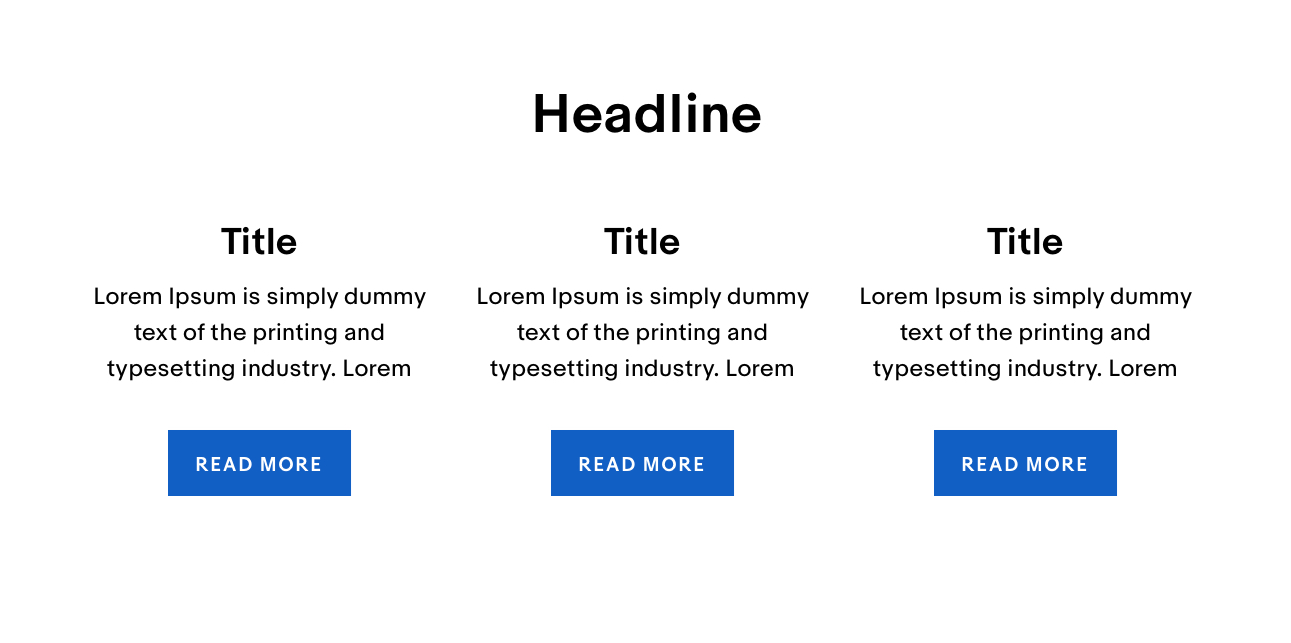 Headline
Title
Lorem Ipsum is simply dummy
text of the printing and
typesetting industry. Lorem
READ MORE
Title
Lorem Ipsum is simply dummy
text of the printing and
typesetting industry. Lorem
READ MORE
Title
Lorem Ipsum is simply dummy
text of the printing and
typesetting industry. Lorem
READ MORE